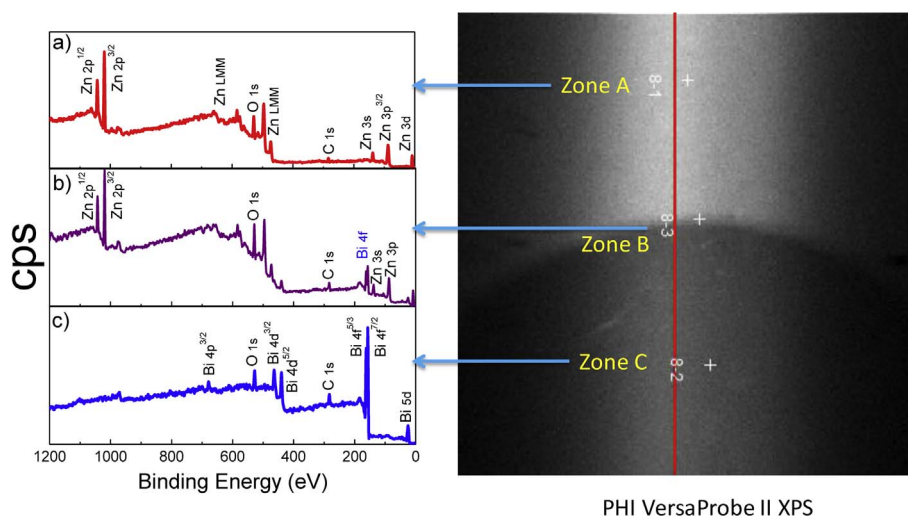 a)
Zn 2p1/2
Zn 2p3/2
Zn LMM
O 1s
Zn LMM
C 1s
Zn 3s
Zn 3p3/2
Zn 3d
b)
Zn 2p1/2
Zn 2p3/2
O 1s
C 1s
Bi 4f
Zn 3s
Zn 3p
c)
Bi 4p3/2
O 1s
Bi 4d3/2
Bi 4d5/2
C 1s
Bi 4f5/3
Bi 4f7/2
Bi 5d
cps
1200 1000 800 600 400 200 0
Binding Energy (eV)
Zone A
8-1
Zone B
8-3
Zone C
8-2
PHI VersaProbe II XPS